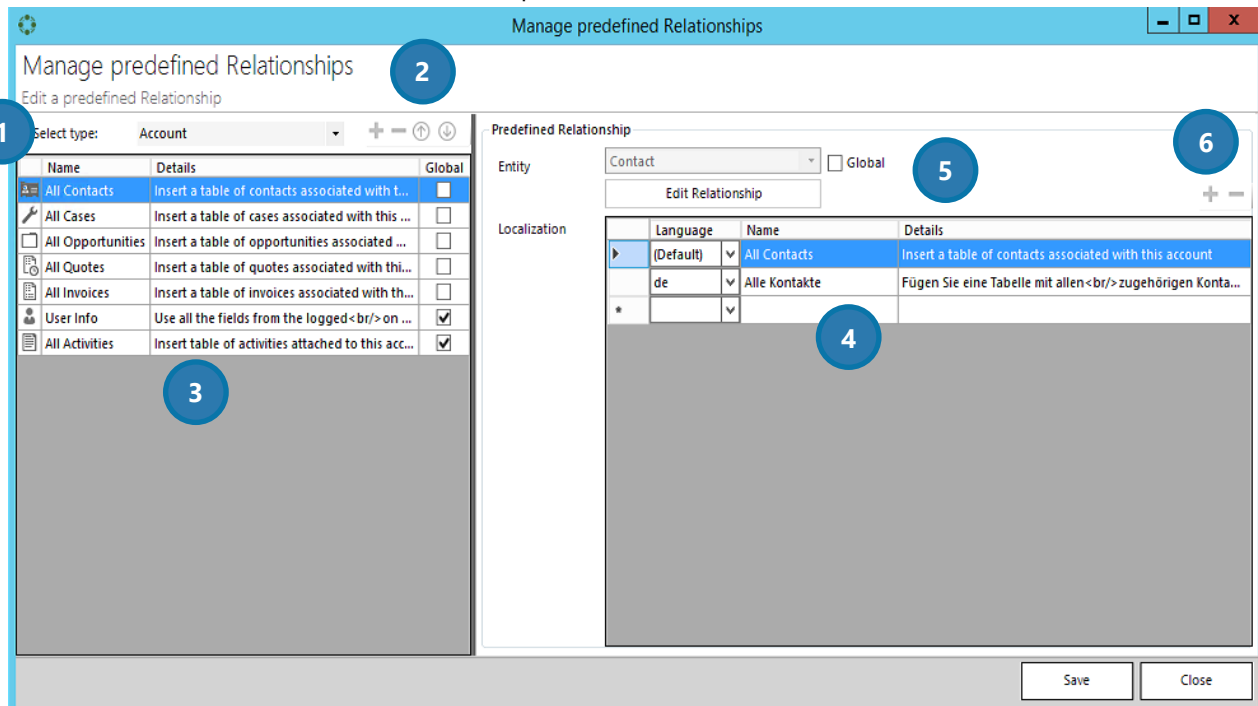 Manage predefined Relationships
Manage predefined Relationships
2
Edit a predefined Relationship
1
Select type: Account
Name Details Global
All Contacts Insert a table of contacts associated with t...
All Cases Insert a table of cases associated with this ...
All Opportunities Insert a table of opportunities associated ...
All Quotes Insert a table of quotes associated with thi...
All Invoices Insert a table of invoices associated with th...
User Info Use all the fields from the logged<br/>on ...
All Activities Insert table of activities attached to this acc...
3
Predefined Relationship
6
Entity Contact Global
5
Edit Relationship
Localization
Language Name Details
(Default) All Contacts Insert a table of contacts associated with this account
de Alle Kontakte Fügen Sie eine Tabelle mit allen<br/>zugehörigen Konta...
4
Save Close